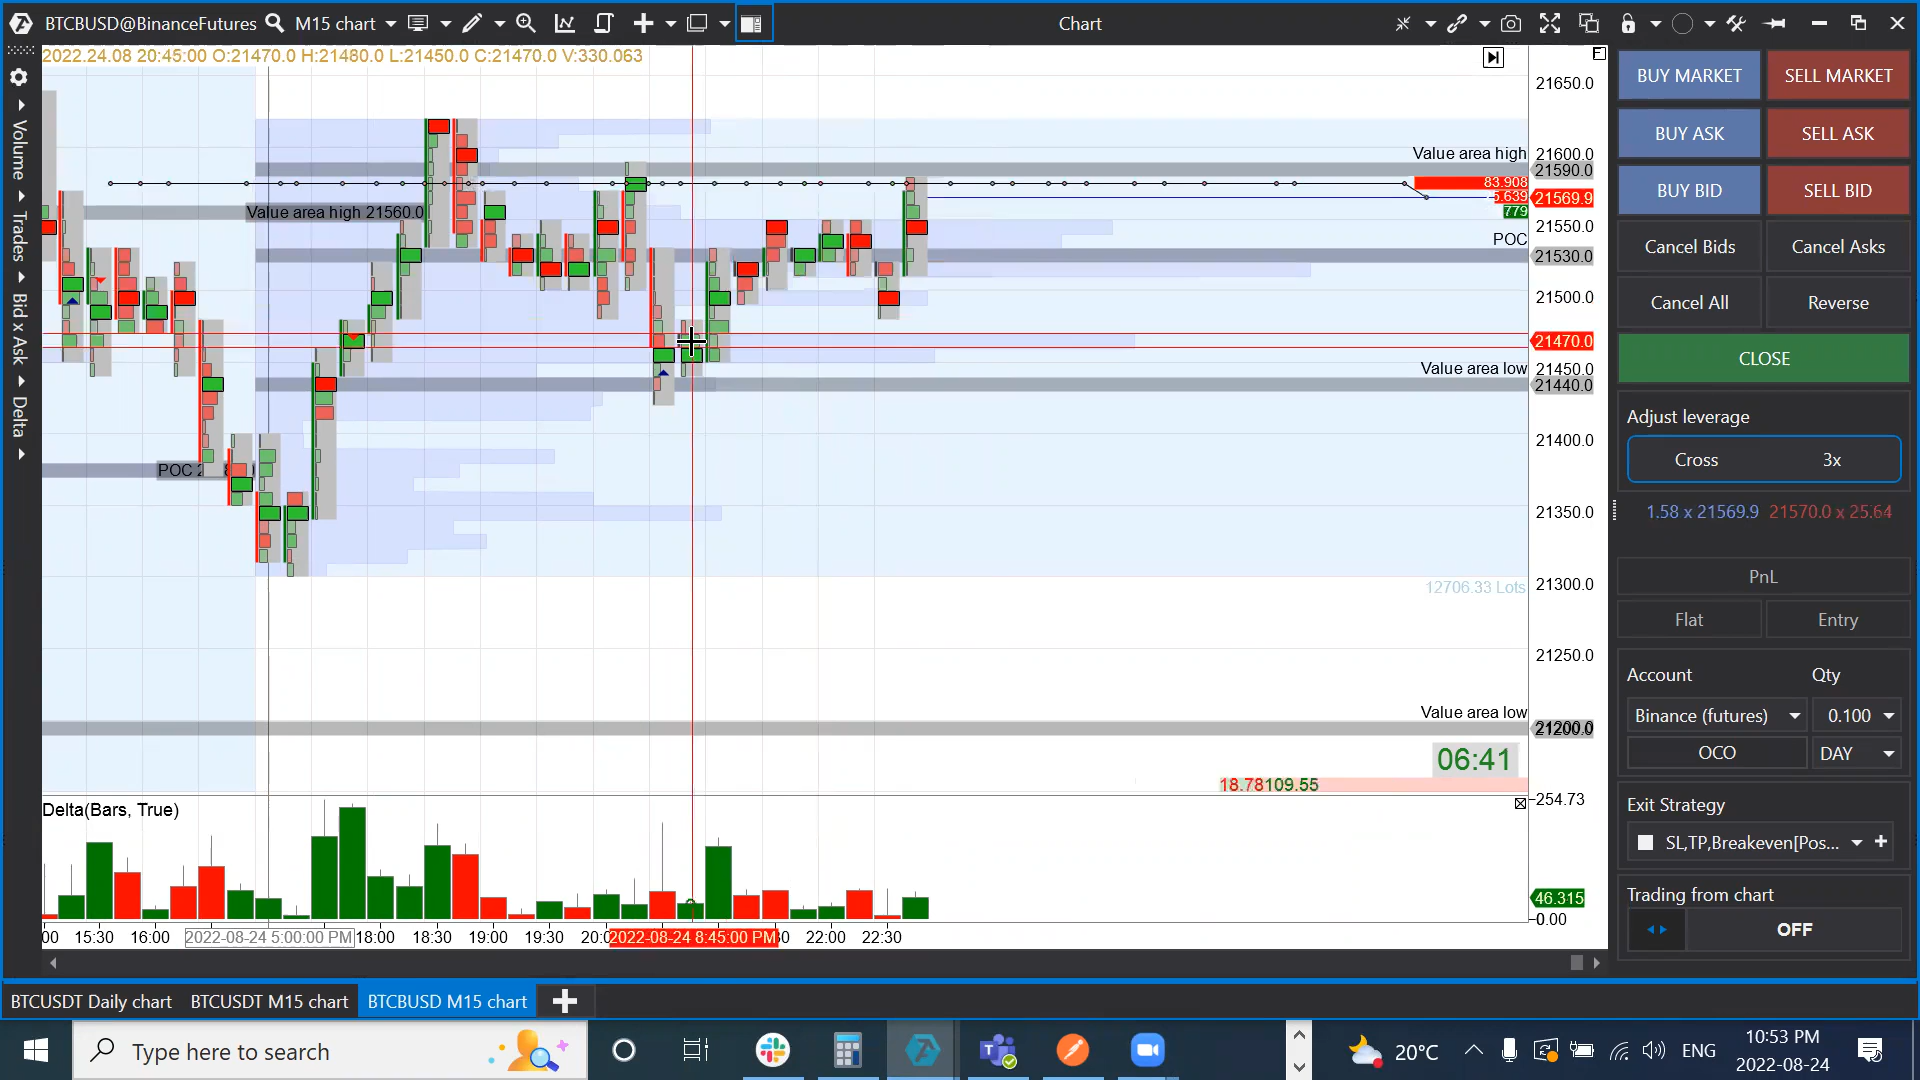 BTCBUSD@BinanceFutures M15 chart
Chart
2022.24.08 20:45:00 O:21470.0 H:21480.0 L:21450.0 C:21470.0 V:330.063
Volume
Trades
Bid x Ask
Delta
F
Value area high
Value area high 21560.0
POC
Value area low
12706.33 Lots
Value area low
06:41
18.78109.55
21650.0
21600.0
21590.0
83.908
21569.9
779
21550.0
21530.0
21500.0
21470.0
21450.0
21440.0
21400.0
21350.0
21300.0
21250.0
21200.0
Delta(Bars, True)
254.73
46.315
0.00
15:30 16:00 2022-08-24 5:00:00 PM 18:00 18:30 19:00 19:30 2022-08-24 8:45:00 PM 22:00 22:30
BUY MARKET SELL MARKET
BUY ASK SELL ASK
BUY BID SELL BID
Cancel Bids Cancel Asks
Cancel All Reverse
CLOSE
Adjust leverage
Cross 3x
1.58 x 21569.9 21570.0 x 25.64
PnL
Flat Entry
Account Qty
Binance (futures) 0.100
OCO DAY
Exit Strategy
SL,TP,Breakeven[Pos...
Trading from chart
OFF
BTCUSDT Daily chart BTCUSDT M15 chart BTCBUSD M15 chart
Type here to search
20°C
ENG
10:53 PM
2022-08-24